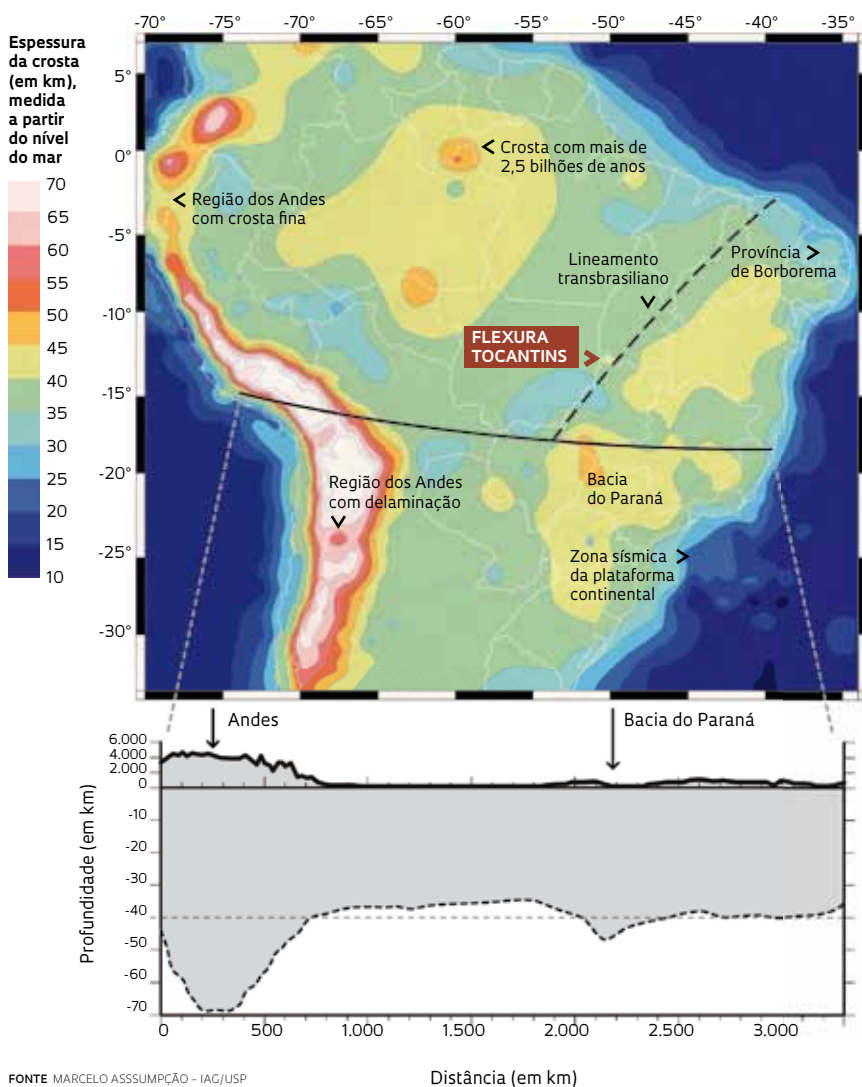 -70° -75° -70° -65° -60° -55° -50° -45° -40° -35°
Espessura
da crosta
(em km),
medida
a partir
do nível
do mar
70
65
60
55
50
45
40
35
30
25
20
15
10
5°
0°
-5°
-10°
-15°
-20°
-25°
-30°
Crosta com mais de
2,5 bilhões de anos
Região dos Andes
com crosta fina
Lineamento
transbrasiliano
Província
de Borborema
FLEXURA
TOCANTINS
Região dos Andes
com delaminação
Bacia
do Paraná
Zona sísmica
da plataforma
continental
Andes
Bacia do Paraná
6.000
4.000
2.000
0
-10
-20
-30
-40
-50
-60
-70
Profundidade (em km)
0 500 1.000 1.500 2.000 2.500 3.000
Distância (em km)
FONTE MARCELO ASSSUMPÇÃO – IAG/USP